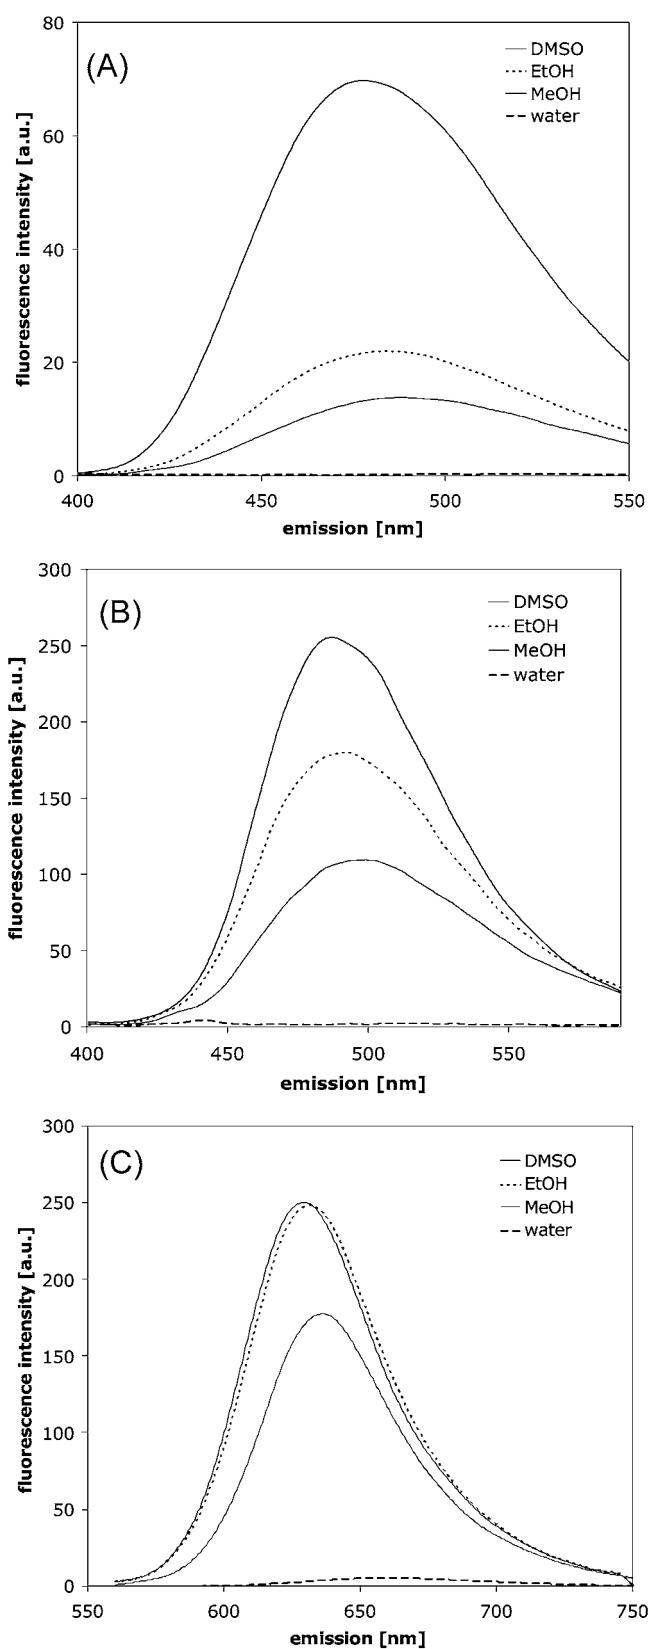 80
(A)
DMSO
EtOH
MeOH
water
60
40
20
0
fluorescence intensity [a.u.]
400 450 500 550
emission [nm]
300
(B)
DMSO
EtOH
MeOH
water
250
200
150
100
50
0
fluorescence intensity [a.u.]
400 450 500 550
emission [nm]
300
(C)
DMSO
EtOH
MeOH
water
250
200
150
100
50
0
fluorescence intensity [a.u.]
550 600 650 700 750
emission [nm]